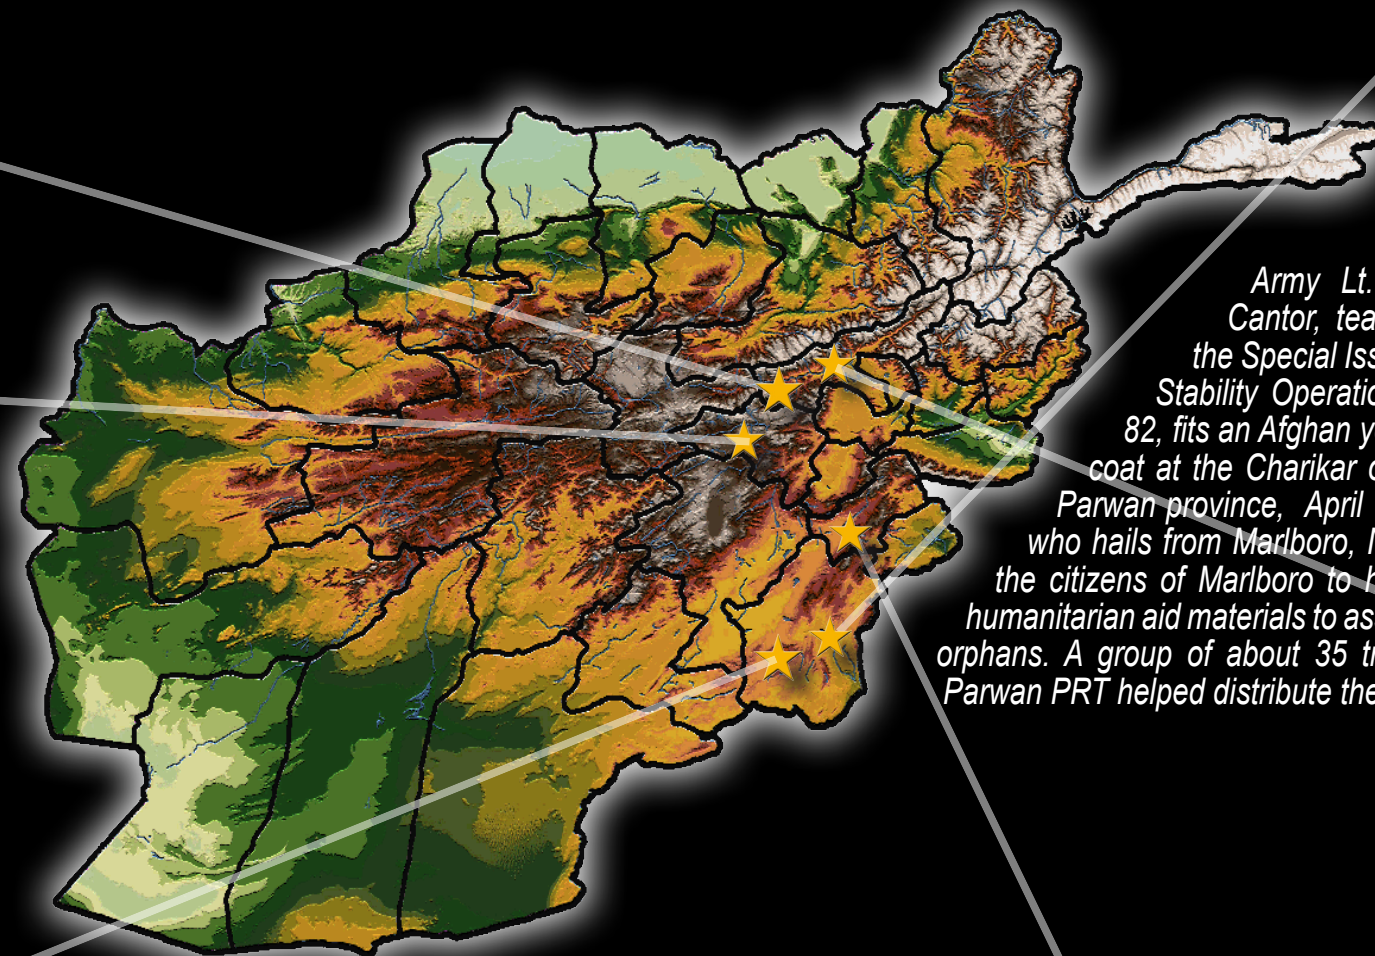 Army Lt.
Cantor, tea
the Special Iss
Stability Operatio
82, fits an Afghan y
coat at the Charikar
Parwan province, April
who hails from Marlboro,
the citizens of Marlboro to h
humanitarian aid materials to as
orphans. A group of about 35 tr
Parwan PRT helped distribute the